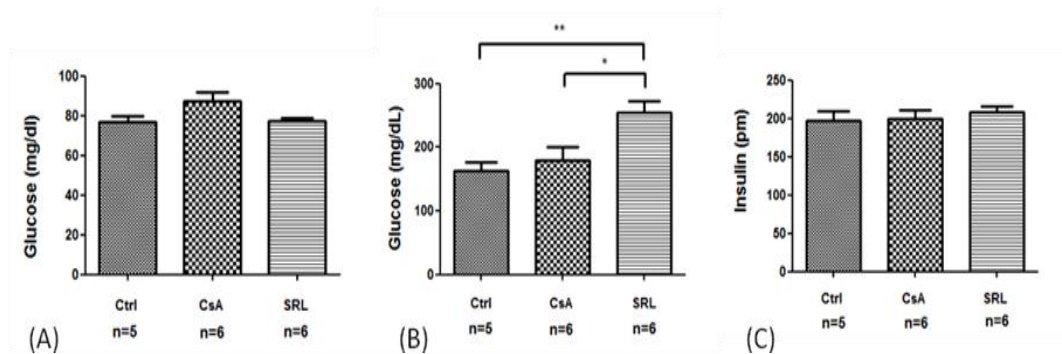 100
80
60
40
20
0
Glucose (mg/dl)
Ctrl CsA SRL
n=5 n=6 n=6
(A)
**
*
300
200
100
0
Glucose (mg/dL)
Ctrl CsA SRL
n=5 n=6 n=6
(B)
250
200
150
100
50
0
Insulin (pm)
Ctrl CsA SRL
n=5 n=6 n=6
(C)